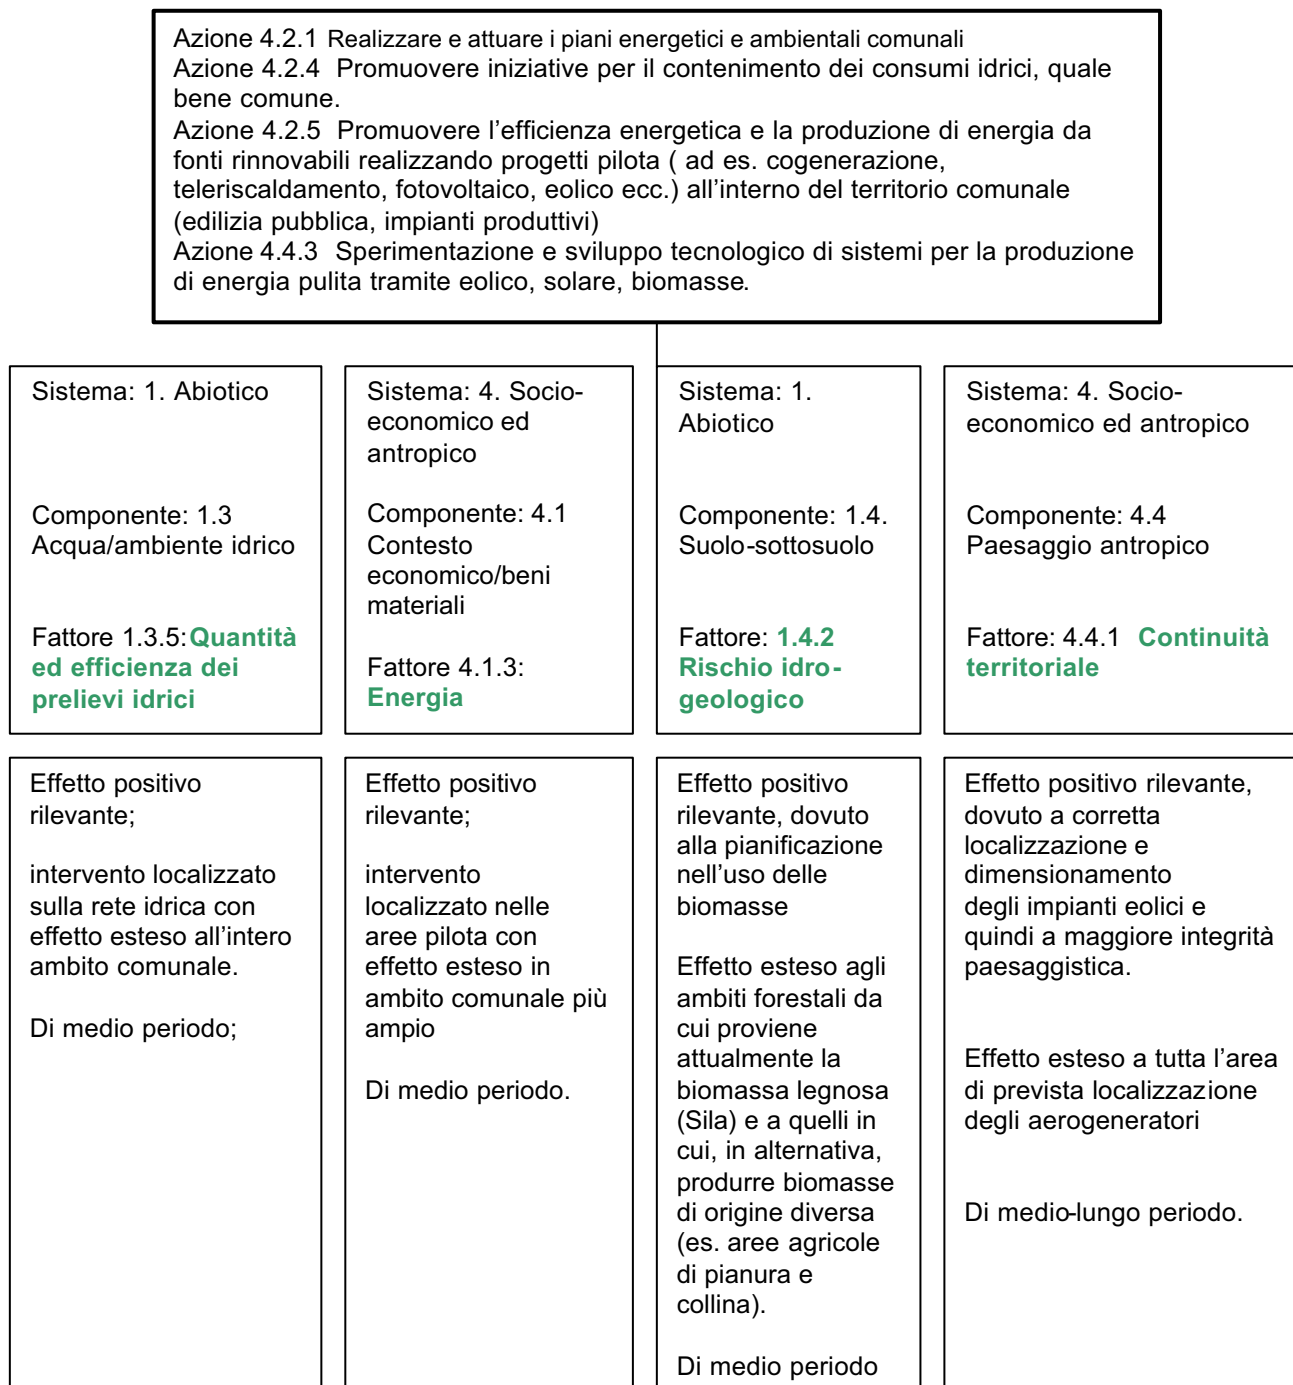 Azione 4.2.1 Realizzare e attuare i piani energetici e ambientali comunali
Azione 4.2.4 Promuovere iniziative per il contenimento dei consumi idrici, quale
bene comune.
Azione 4.2.5 Promuovere l'efficienza energetica e la produzione di energia da
fonti rinnovabili realizzando progetti pilota ( ad es. cogenerazione,
teleriscaldamento, fotovoltaico, eolico ecc.) all'interno del territorio comunale
(edilizia pubblica, impianti produttivi)
Azione 4.4.3 Sperimentazione e sviluppo tecnologico di sistemi per la produzione
di energia pulita tramite eolico, solare, biomasse.
Sistema: 1. Abiotico
Componente: 1.3
Acqua/ambiente idrico
Fattore 1.3.5: Quantità
ed efficienza dei
prelievi idrici
Sistema: 4. Socio-
economico ed
antropico
Componente: 4.1
Contesto
economico/beni
materiali
Fattore 4.1.3:
Energia
Sistema: 1.
Abiotico
Componente: 1.4.
Suolo-sottosuolo
Fattore: 1.4.2
Rischio idro-
geologico
Sistema: 4. Socio-
economico ed antropico
Componente: 4.4
Paesaggio antropico
Fattore: 4.4.1 Continuità
territoriale
Effetto positivo
rilevante;
intervento localizzato
sulla rete idrica con
effetto esteso all'intero
ambito comunale.
Di medio periodo;
Effetto positivo
rilevante;
intervento
localizzato nelle
aree pilota con
effetto esteso in
ambito comunale più
ampio
Di medio periodo.
Effetto positivo
rilevante, dovuto
alla pianificazione
nell'uso delle
biomasse
Effetto esteso agli
ambiti forestali da
cui proviene
attualmente la
biomassa legnosa
(Sila) e a quelli in
cui, in alternativa,
produrre biomasse
di origine diversa
(es. aree agricole
di pianura e
collina).
Di medio periodo
Effetto positivo rilevante,
dovuto a corretta
localizzazione e
dimensionamento
degli impianti eolici e
quindi a maggiore integrità
paesaggistica.
Effetto esteso a tutta l'area
di prevista localizzazione
degli aerogeneratori
Di medio-lungo periodo.